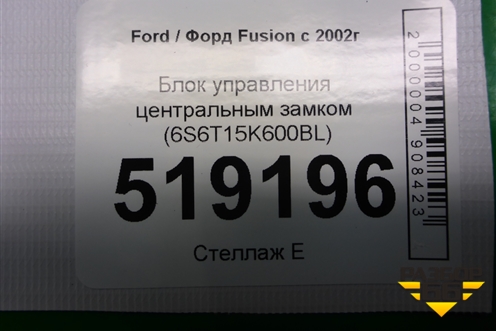 Ford / Форд Fusion с 2002г
Блок управления
центральным замком
(6S6T15K600BL)
519196
Стеллаж Е
2000004908423